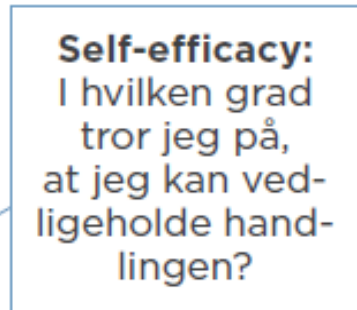 Self-efficacy:
I hvilken grad
tror jeg på,
at jeg kan ved-
ligeholde hand-
lingen?